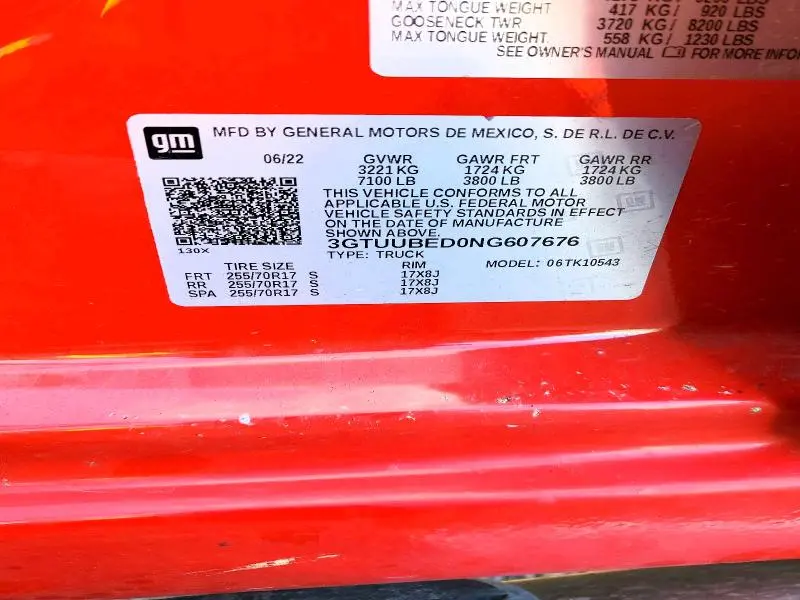 MAX TONGUE WEIGHT 417 KG / 920 LBS
GOOSENECK TWR 3720 KG / 8200 LBS
MAX TONGUE WEIGHT. 558 KG / 1230 LBS
SEE OWNER'S MANUAL FOR MORE INFO
gm MFD BY GENERAL MOTORS DE MEXICO, S. DE R.L. DE C.V.
06/22 GVWR GAWR FRT GAWR RR
3221 KG 1724 KG 1724 KG
7100 LB 3800 LB 3800 LB
THIS VEHICLE CONFORMS TO ALL
APPLICABLE U.S. FEDERAL MOTOR
VEHICLE SAFETY STANDARDS IN EFFECT
ON THE DATE OF MANUFACTURE
SHOWN ABOVE.
3GTUUBED0NG607676
130X
TYPE: TRUCK MODEL: 06TK10543
TIRE SIZE RIM
FRT 255/70R17 S 17X8J
RR 255/70R17 S 17X8J
SPA 255/70R17 S 17X8J